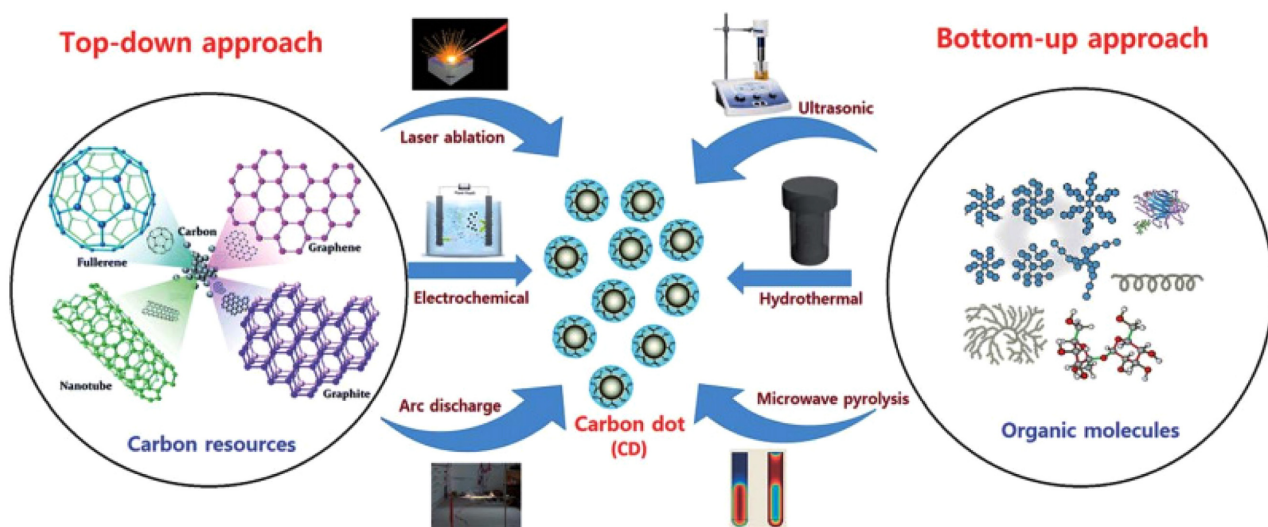 Top-down approach
Bottom-up approach
Laser ablation
Ultrasonic
Carbon
Fullerene
Graphene
Electrochemical
Hydrothermal
Nanotube
Graphite
Arc discharge
Microwave pyrolysis
Carbon resources
Carbon dot
(CD)
Organic molecules